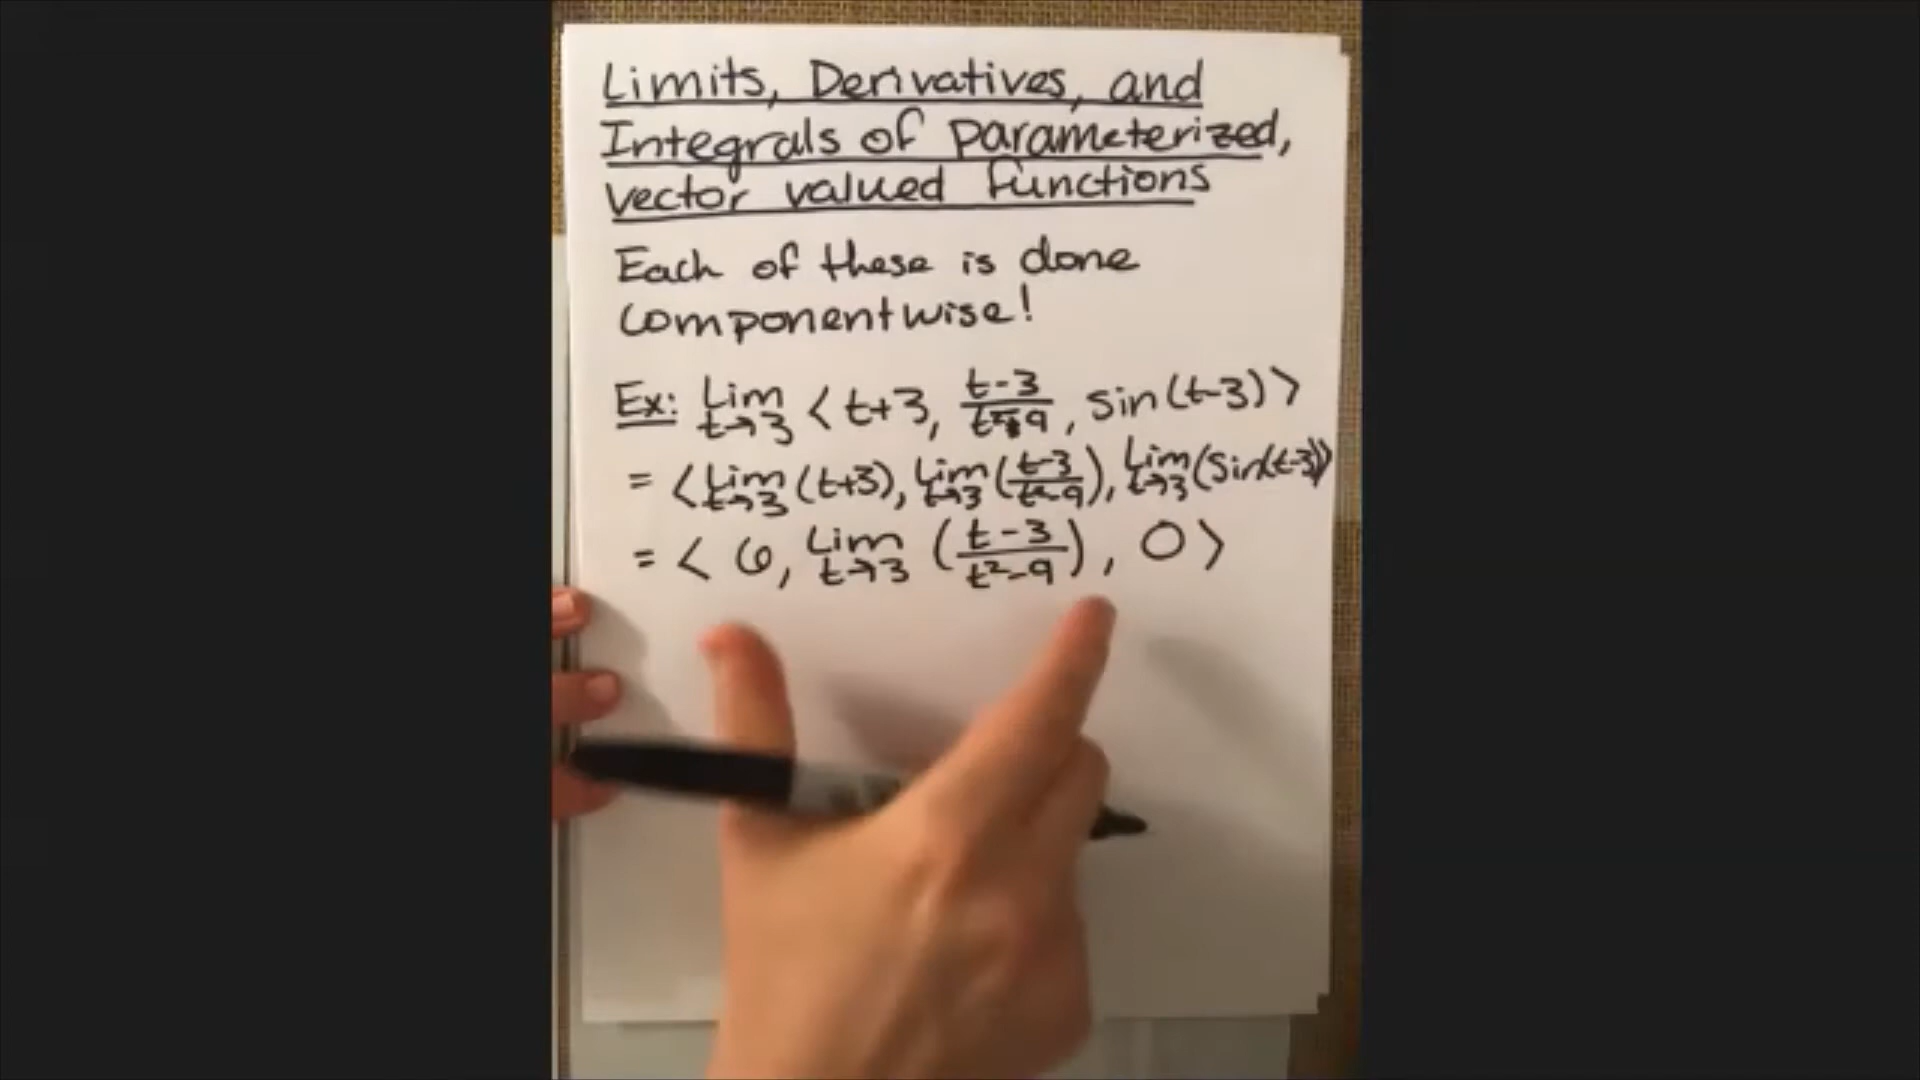 Limits, Derivatives, and
Integrals of parameterized,
vector valued functions
Each of these is done
componentwise!
Ex: Lim t→3 ⟨t+3, (t-3)/(t²-9), sin(t-3)⟩
= ⟨Lim t→3 (t+3), Lim t→3 ((t-3)/(t²-9)), Lim t→3 (sin(t-3))⟩
= ⟨6, Lim t→3 ((t-3)/(t²-9)), 0⟩